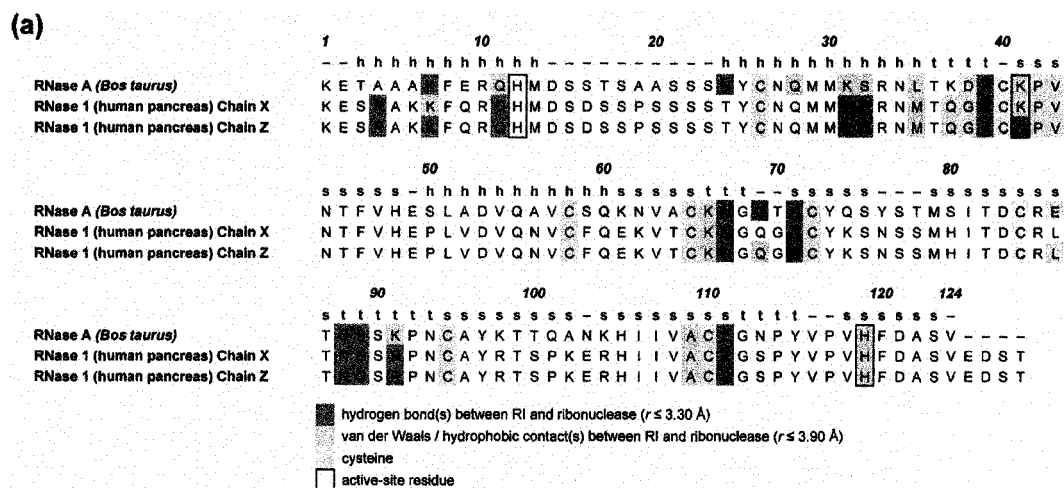 (a)
1 10 20 30 40
- - h h h h h h h h h h h - - - - - - - - - - h h h h h h h h h h h h t t t t - s s s
RNase A (Bos taurus) K E T A A A F E R Q H M D S S T S A A S S S Y C N Q M M K S R N L T K D C K P V
RNase 1 (human pancreas) Chain X K E S A K K F Q R Q H M D S D S S P S S S S T Y C N Q M M R N M T Q G C K P V
RNase 1 (human pancreas) Chain Z K E S A K K F Q R Q H M D S D S S P S S S S T Y C N Q M M R N M T Q G C P V
50 60 70 80
s s s s s - h h h h h h h h h h h s s s s s t t t - - s s s s s - - - s s s s s s s s
RNase A (Bos taurus) N T F V H E S L A D V Q A V C S Q K N V A C K G T C Y Q S Y S T M S I T D C R E
RNase 1 (human pancreas) Chain X N T F V H E P L V D V Q N V C F Q E K V T C K G Q G C Y K S N S S M H I T D C R L
RNase 1 (human pancreas) Chain Z N T F V H E P L V D V Q N V C F Q E K V T C K G Q G C Y K S N S S M H I T D C R L
90 100 110 120 124
s t t t t s s s s s s s s s s s s - s s s s s s s t t t t - - s s s s s s -
RNase A (Bos taurus) T S K P N C A Y K T T Q A N K H I I V A C G N P Y V P V H F D A S V - - - -
RNase 1 (human pancreas) Chain X T S P N C A Y R T S P K E R H I I V A C G S P Y V P V H F D A S V E D S T
RNase 1 (human pancreas) Chain Z T S P N C A Y R T S P K E R H I I V A C G S P Y V P V H F D A S V E D S T
hydrogen bond(s) between RI and ribonuclease (r ≤ 3.30 Å)
van der Waals / hydrophobic contact(s) between RI and ribonuclease (r ≤ 3.90 Å)
cysteine
active-site residue